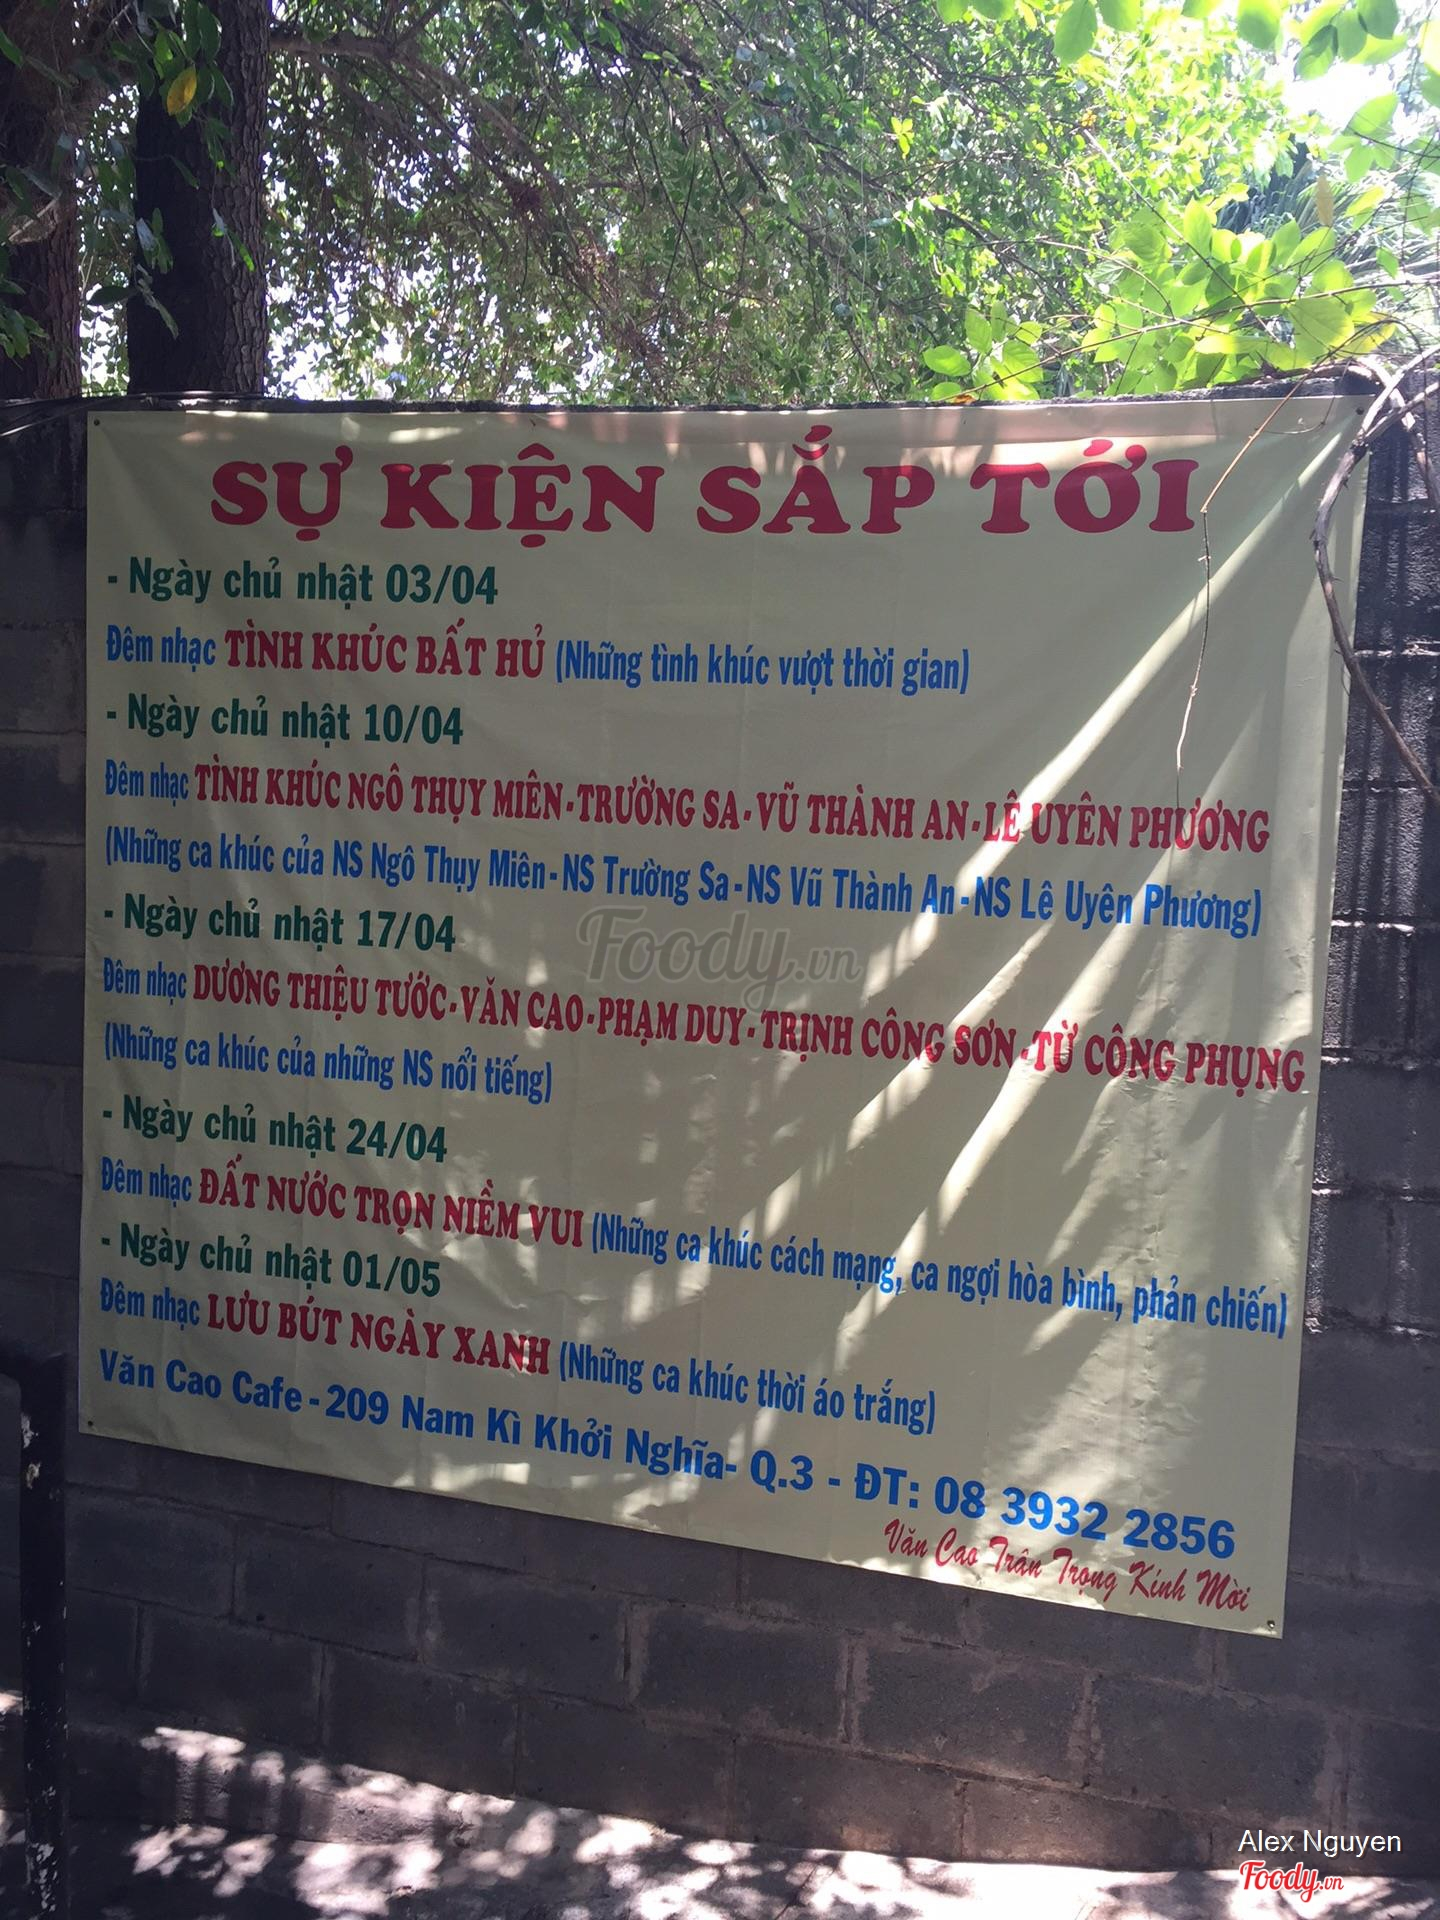 SỰ KIỆN SẮP TỚI
- Ngày chủ nhật 03/04
Đêm nhạc TÌNH KHÚC BẤT HỦ (Những tình khúc vượt thời gian)
- Ngày chủ nhật 10/04
Đêm nhạc TÌNH KHÚC NGÔ THỤY MIÊN-TRƯỜNG SA-VŨ THÀNH AN-LÊ UYÊN PHƯƠNG
(Những ca khúc của NS Ngô Thụy Miên-NS Trường Sa-NS Vũ Thành An-NS Lê Uyên Phương)
- Ngày chủ nhật 17/04
Đêm nhạc DƯƠNG THIỆU TƯỚC-VĂN CAO-PHẠM DUY-TRỊNH CÔNG SƠN-TỪ CÔNG PHỤNG
(Những ca khúc của những NS nổi tiếng)
- Ngày chủ nhật 24/04
Đêm nhạc ĐẤT NƯỚC TRỌN NIỀM VUI (Những ca khúc cách mạng, ca ngợi hòa bình, phản chiến)
- Ngày chủ nhật 01/05
Đêm nhạc LƯU BÚT NGÀY XANH (Những ca khúc thời áo trắng)
Văn Cao Cafe - 209 Nam Kì Khởi Nghĩa- Q.3 - ĐT: 08 3932 2856
Văn Cao Trân Trọng Kính Mời
Foody.vn
Alex Nguyen
Foody.vn